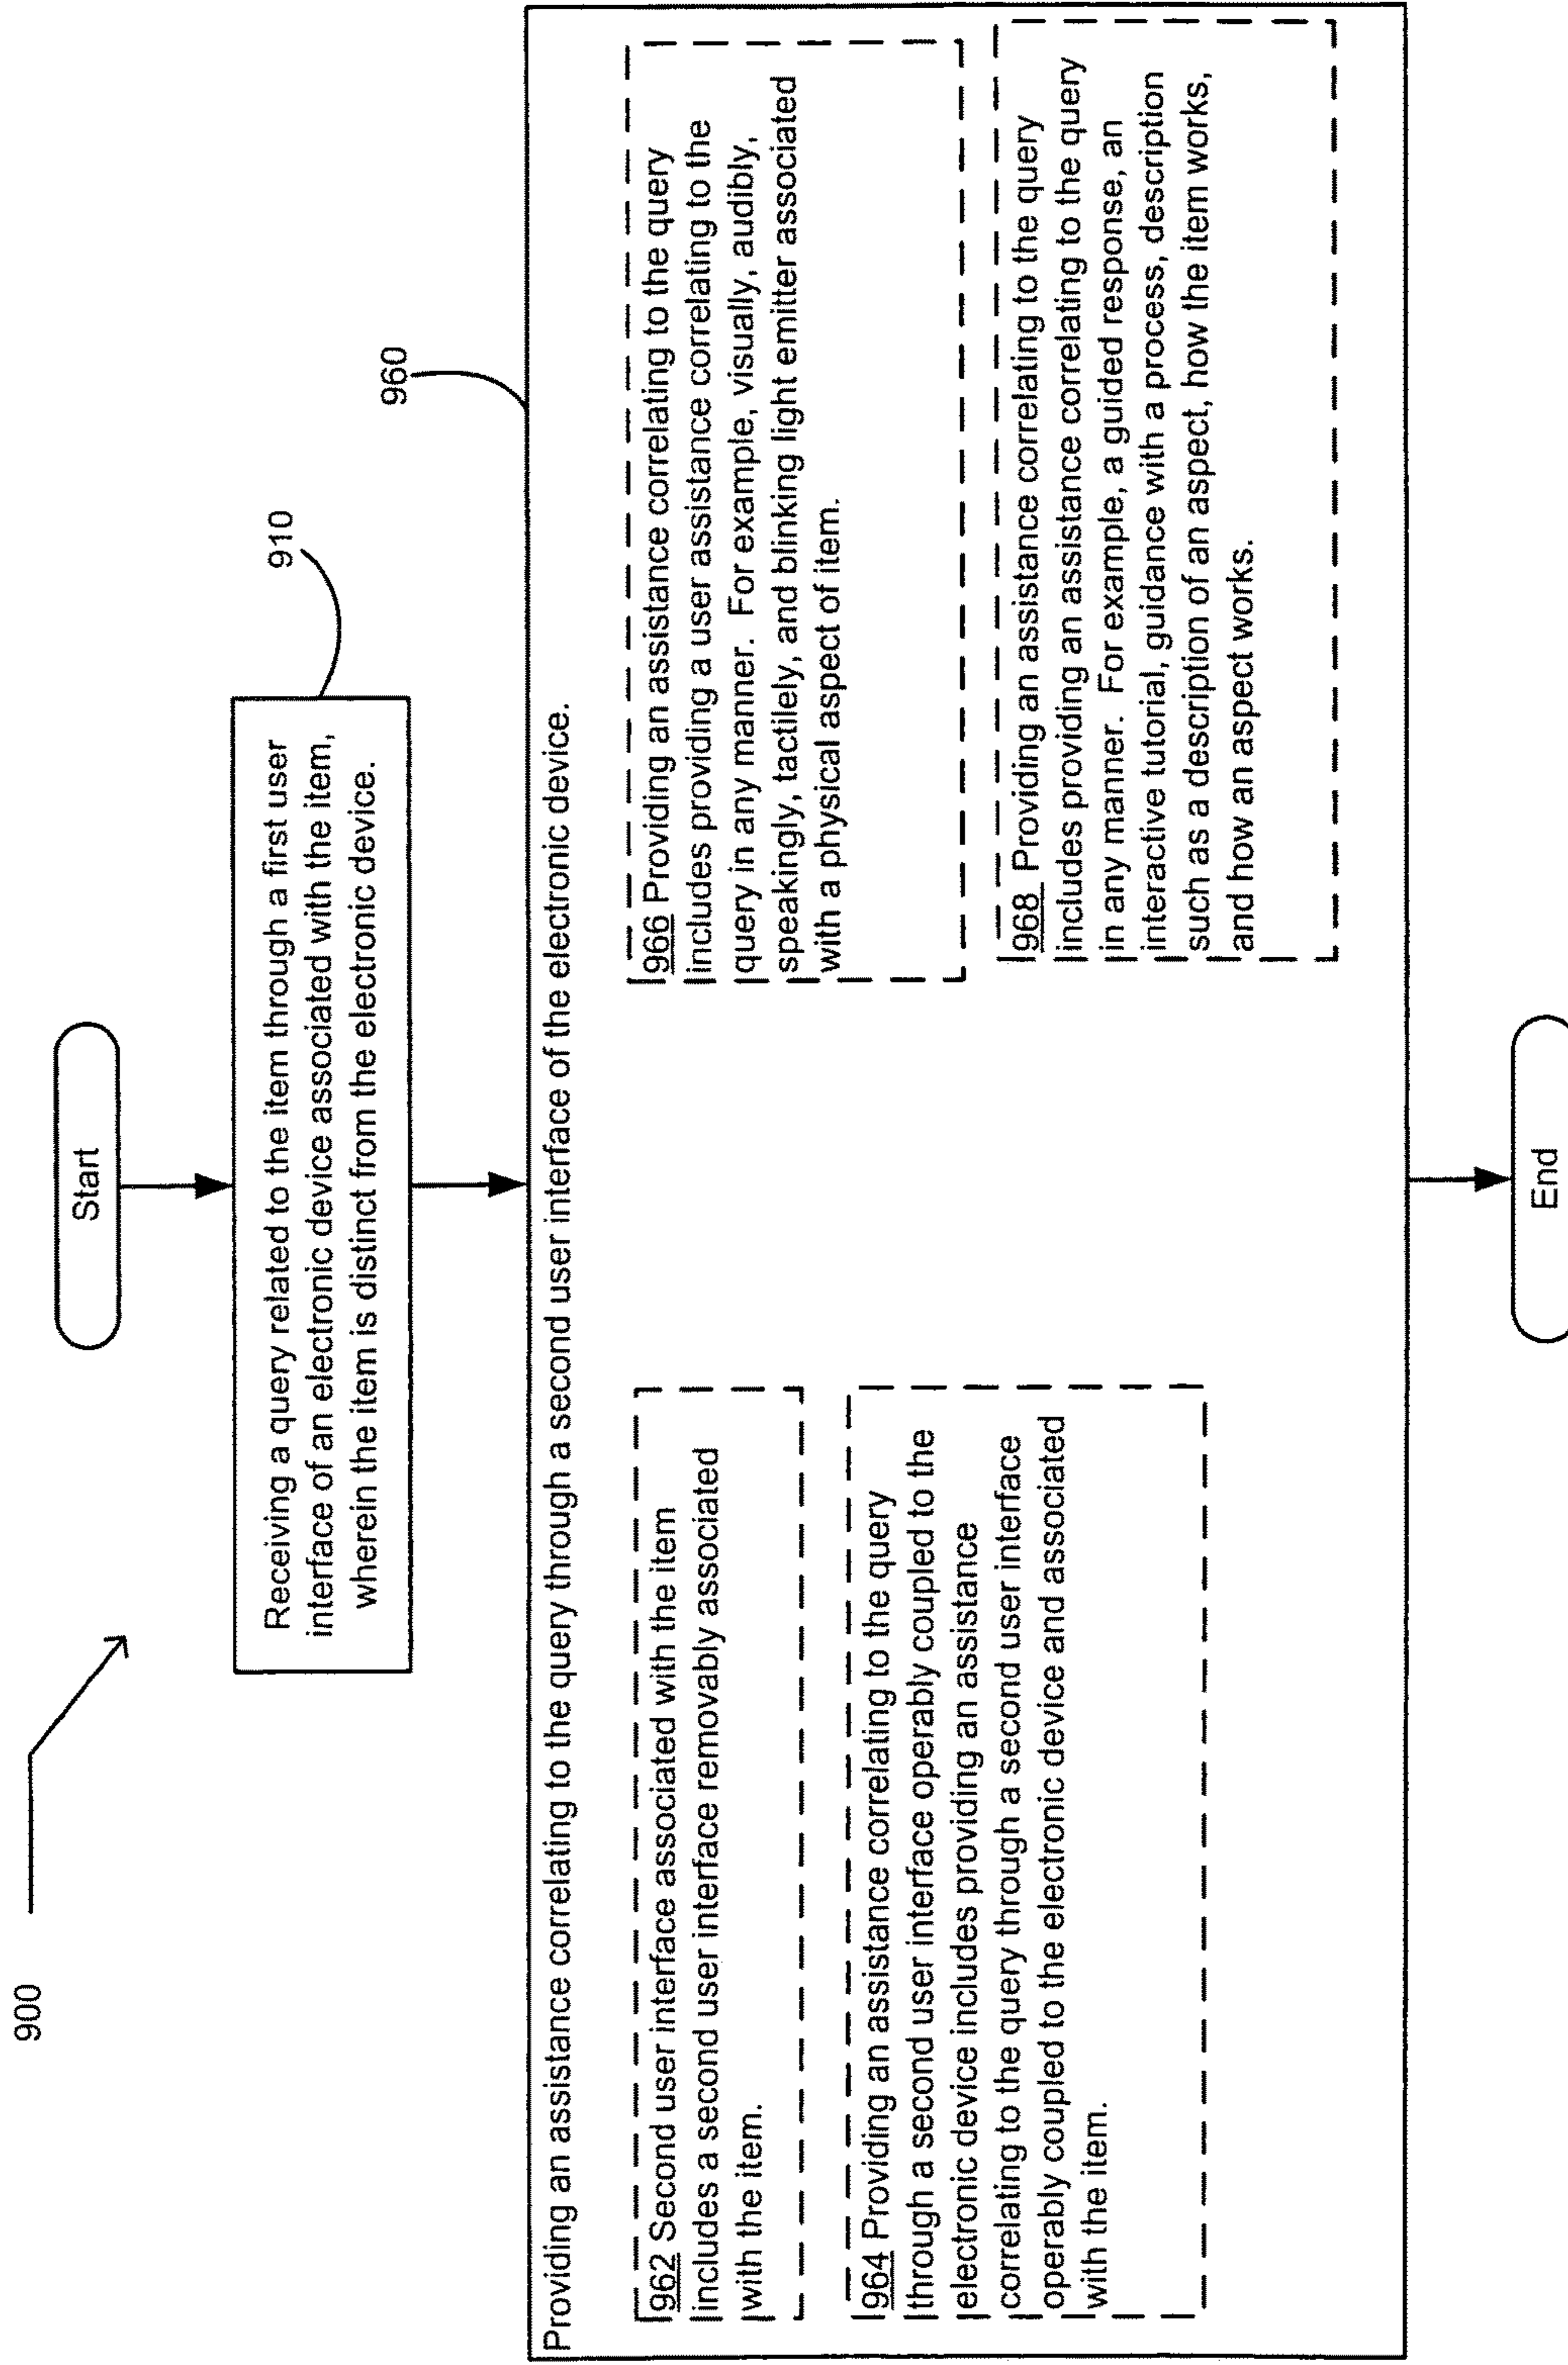 900
Start
910
Receiving a query related to the item through a first user
interface of an electronic device associated with the item,
wherein the item is distinct from the electronic device.
960
Providing an assistance correlating to the query through a second user interface of the electronic device.
962 Second user interface associated with the item
includes a second user interface removably associated
with the item.
964 Providing an assistance correlating to the query
through a second user interface operably coupled to the
electronic device includes providing an assistance
correlating to the query through a second user interface
operably coupled to the electronic device and associated
with the item.
966 Providing an assistance correlating to the query
includes providing a user assistance correlating to the
query in any manner. For example, visually, audibly,
speakingly, tactilely, and blinking light emitter associated
with a physical aspect of item.
968 Providing an assistance correlating to the query
includes providing an assistance correlating to the query
in any manner. For example, a guided response, an
interactive tutorial, guidance with a process, description
such as a description of an aspect, how the item works,
and how an aspect works.
End